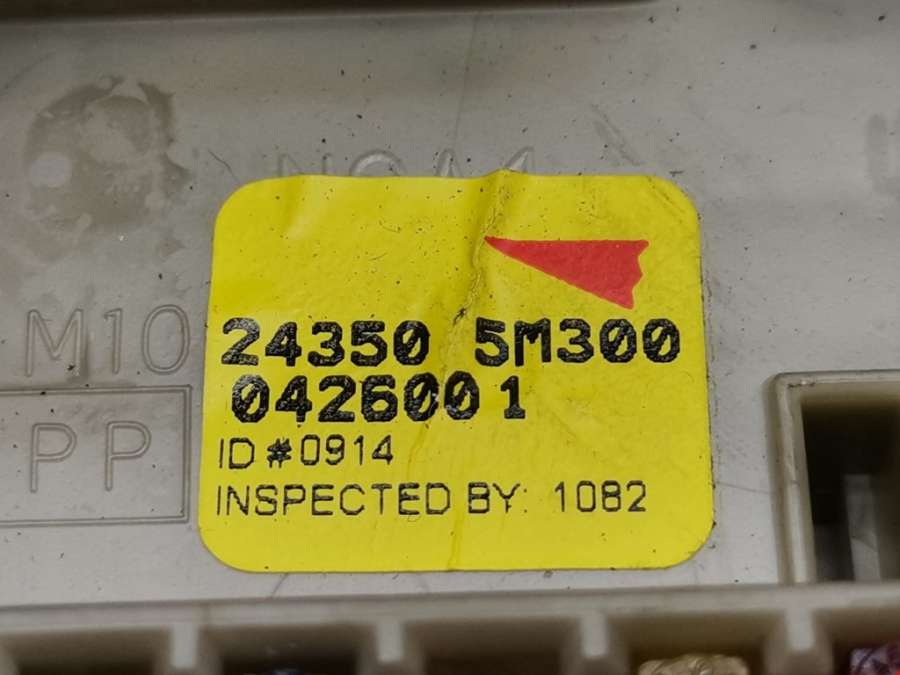 M10
PP
24350 5M300
0426001
ID #0914
INSPECTED BY: 1082